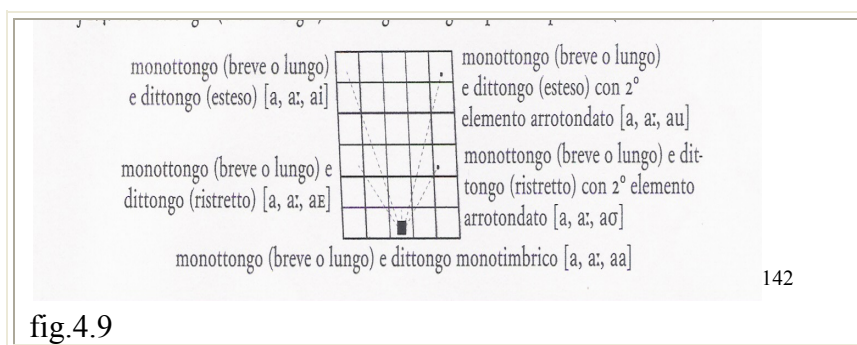 monottongo (breve o lungo)
e dittongo (esteso) [a, aː, ai]
monottongo (breve o lungo)
e dittongo (esteso) con 2°
elemento arrotondato [a, aː, au]
monottongo (breve o lungo) e
dittongo (ristretto) [a, aː, aᴇ]
monottongo (breve o lungo) e dit-
tongo (ristretto) con 2° elemento
arrotondato [a, aː, aσ]
monottongo (breve o lungo) e dittongo monotimbrico [a, aː, aa]
142
fig.4.9